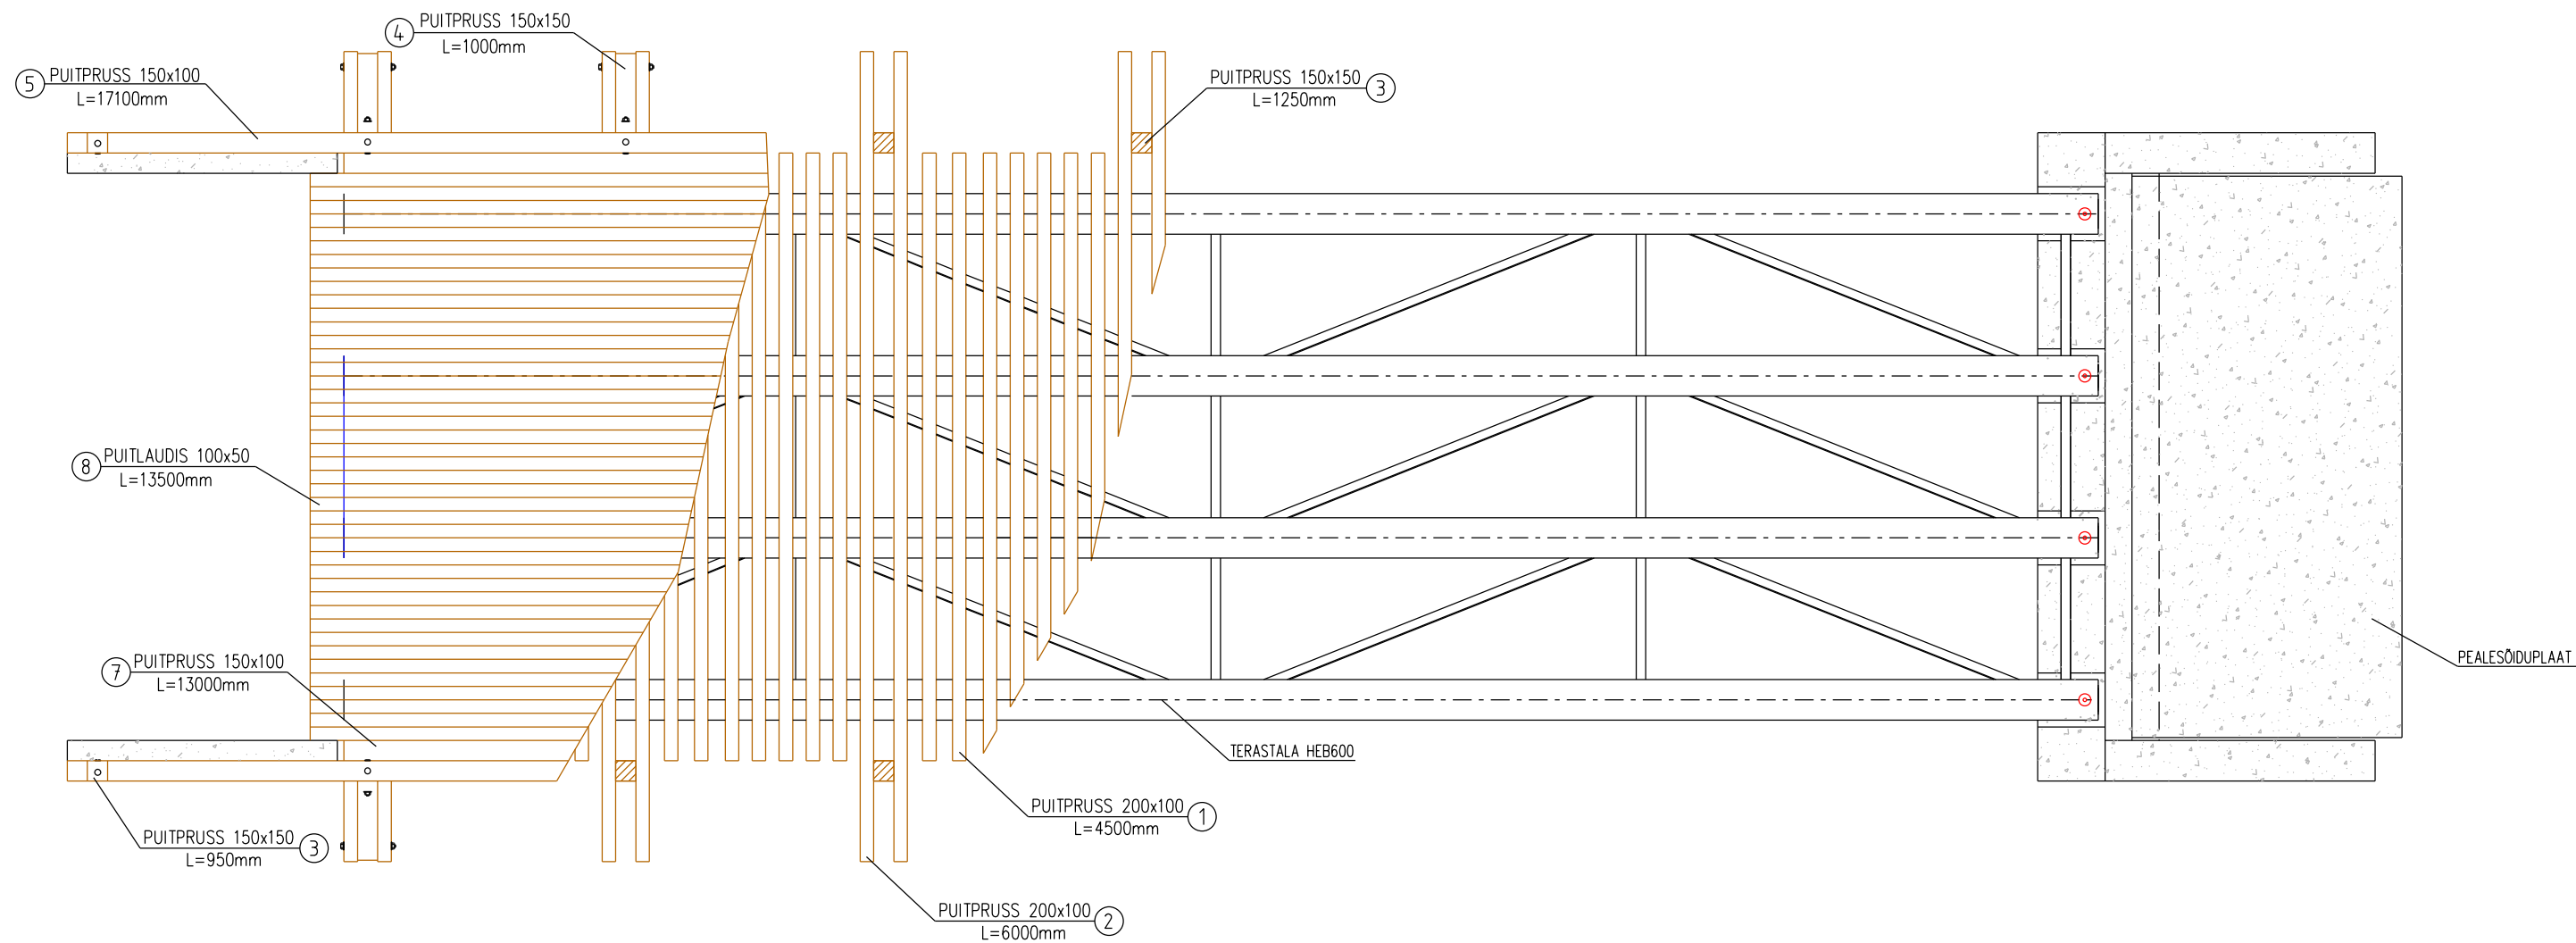 4 PUITPRUSS 150x150
L=1000mm
5 PUITPRUSS 150x100
L=17100mm
PUITPRUSS 150x150 3
L=1250mm
8 PUITLAUDIS 100x50
L=13500mm
7 PUITPRUSS 150x100
L=13000mm
PEALESÕIDUPLAAT
TERASTALA HEB600
PUITPRUSS 200x100 1
L=4500mm
PUITPRUSS 150x150 3
L=950mm
PUITPRUSS 200x100 2
L=6000mm